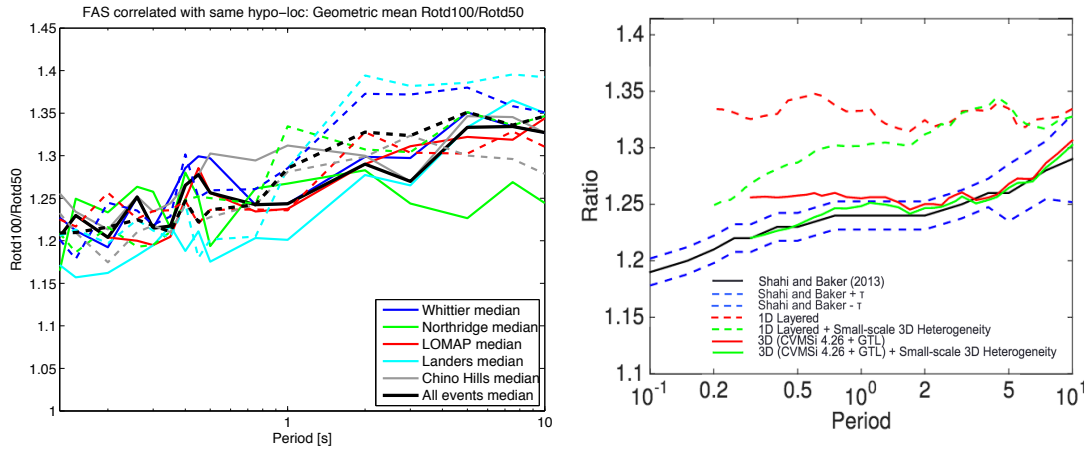 FAS correlated with same hypo-loc: Geometric mean Rotd100/Rotd50
1.45
1.4
1.35
1.3
1.25
1.2
1.15
1.1
1.05
1
Rotd100/Rotd50
1
10
Period [s]
Whittier median
Northridge median
LOMAP median
Landers median
Chino Hills median
All events median
1.4
1.35
1.3
1.25
1.2
1.15
1.1
Ratio
10-1
0.2
0.5
100
2
5
101
Period
Shahi and Baker (2013)
Shahi and Baker + τ
Shahi and Baker - τ
1D Layered
1D Layered + Small-scale 3D Heterogeneity
3D (CVMSi 4.26 + GTL)
3D (CVMSi 4.26 + GTL) + Small-scale 3D Heterogeneity